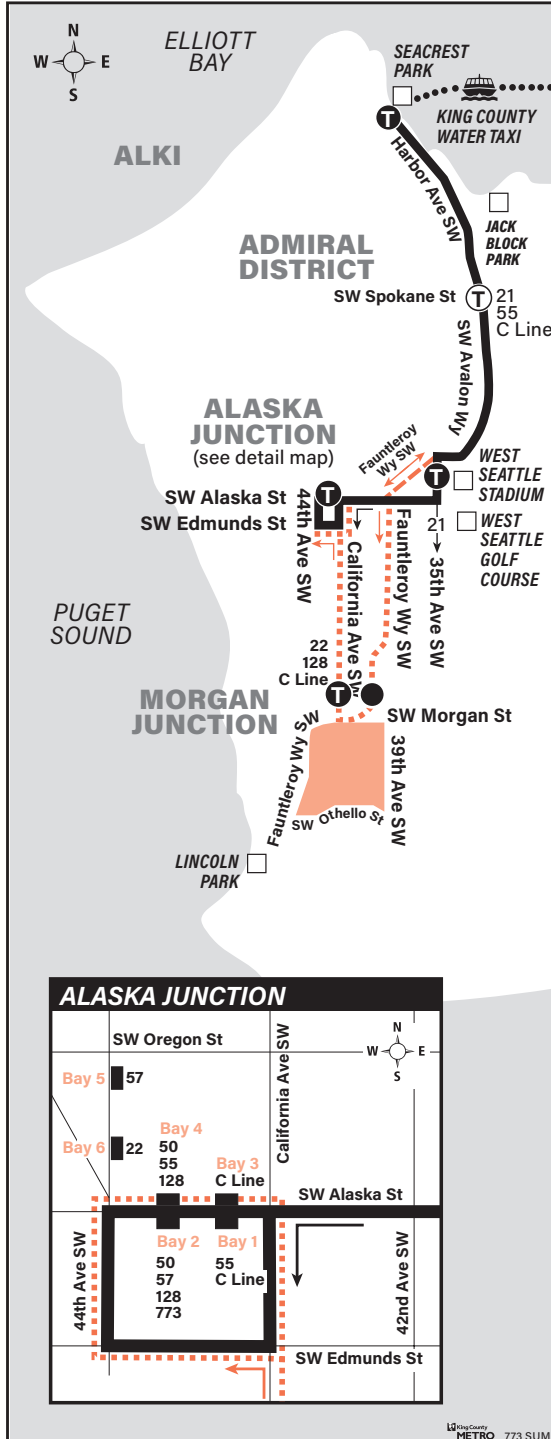 N
W E
S
ELLIOTT
BAY
SEACREST
PARK
KING COUNTY
WATER TAXI
T
ALKI
Harbor Ave SW
JACK
BLOCK
PARK
ADMIRAL
DISTRICT
SW Spokane St
T
21
55
C Line
SW Avalon Wy
ALASKA
JUNCTION
(see detail map)
Fauntleroy
Wy SW
WEST
SEATTLE
STADIUM
T
SW Alaska St
T
44th Ave SW
SW Edmunds St
21
WEST
SEATTLE
GOLF
COURSE
California Ave SW
Fauntleroy Wy SW
35th Ave SW
PUGET
SOUND
22
128
C Line
T
MORGAN
JUNCTION
SW Morgan St
Fauntleroy Wy SW
39th Ave SW
SW Othello St
LINCOLN
PARK
ALASKA JUNCTION
SW Oregon St
California Ave SW
N
W E
S
Bay 5
57
Bay 6
22
Bay 4
50
55
128
Bay 3
C Line
SW Alaska St
44th Ave SW
Bay 2
50
57
128
773
Bay 1
55
C Line
42nd Ave SW
SW Edmunds St
King County
METRO 773 SUM